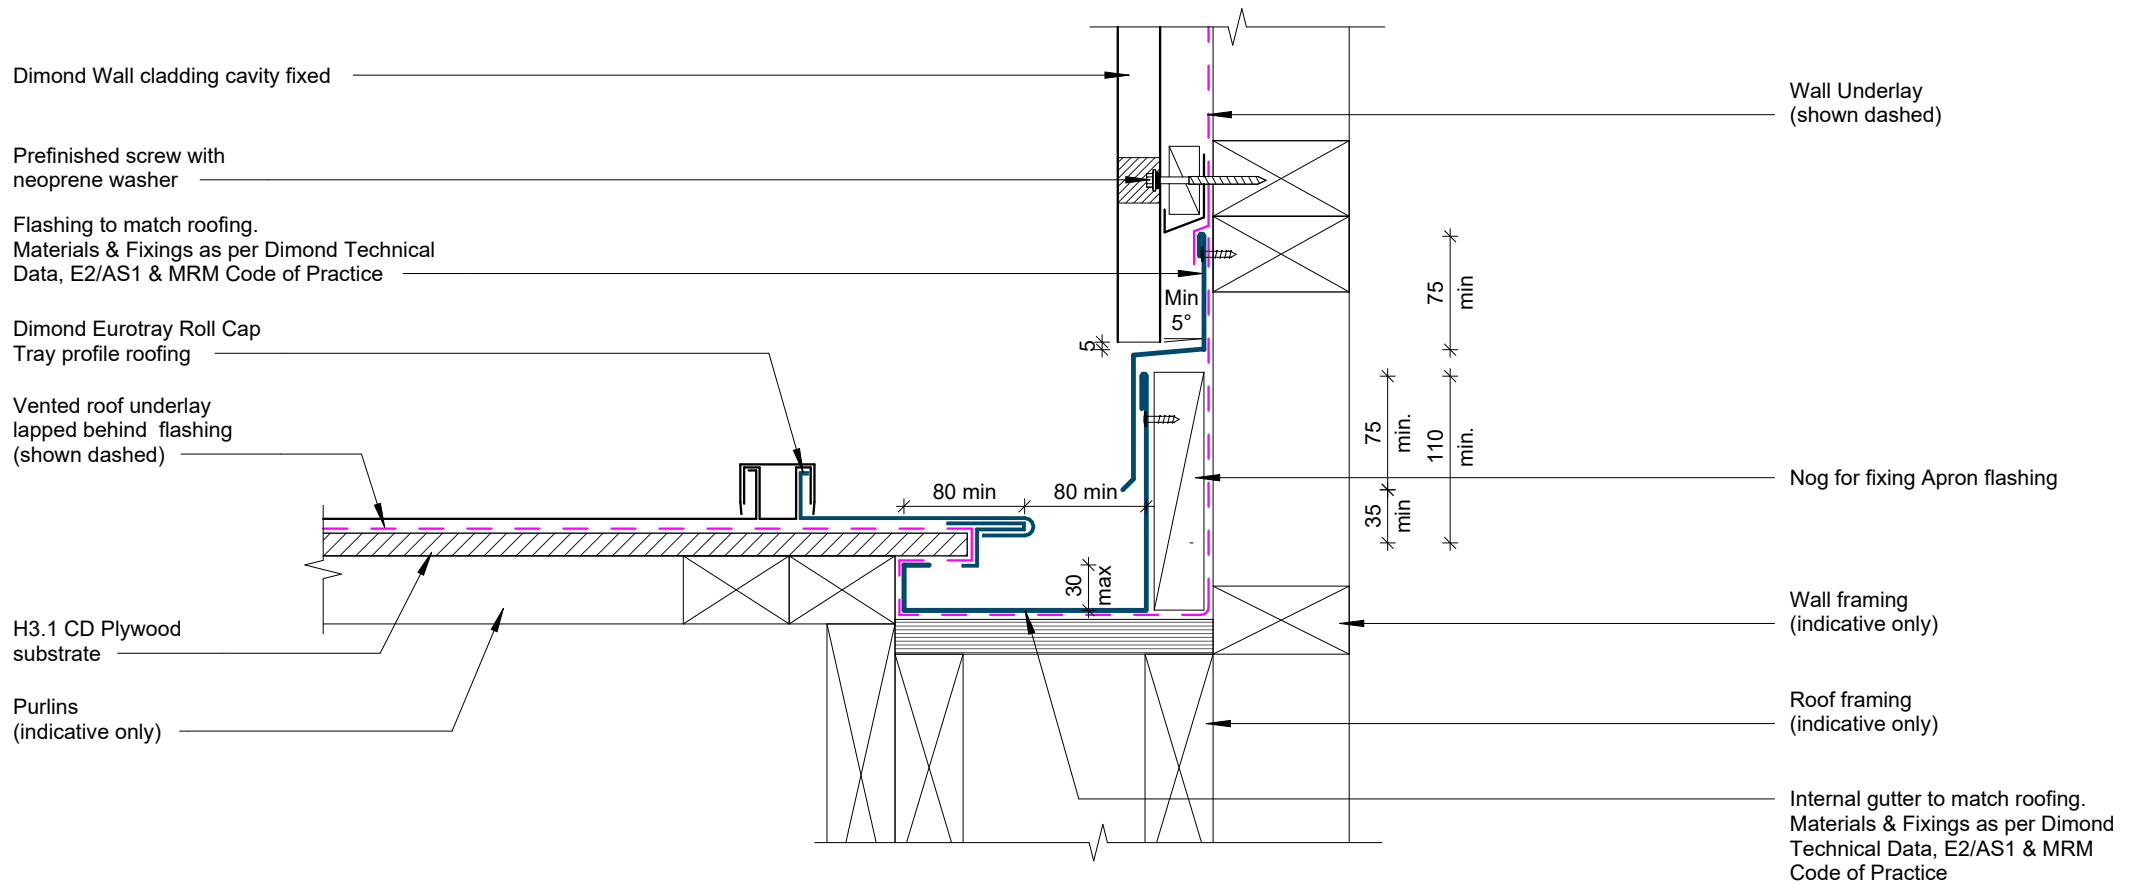 Dimond Wall cladding cavity fixed
Prefinished screw with
neoprene washer
Flashing to match roofing.
Materials & Fixings as per Dimond Technical
Data, E2/AS1 & MRM Code of Practice
Dimond Eurotray Roll Cap
Tray profile roofing
Vented roof underlay
lapped behind flashing
(shown dashed)
H3.1 CD Plywood
substrate
Purlins
(indicative only)
Min
5°
5
80 min
80 min
30
max
75
min
75
min.
110
min.
35
min
Wall Underlay
(shown dashed)
Nog for fixing Apron flashing
Wall framing
(indicative only)
Roof framing
(indicative only)
Internal gutter to match roofing.
Materials & Fixings as per Dimond
Technical Data, E2/AS1 & MRM
Code of Practice